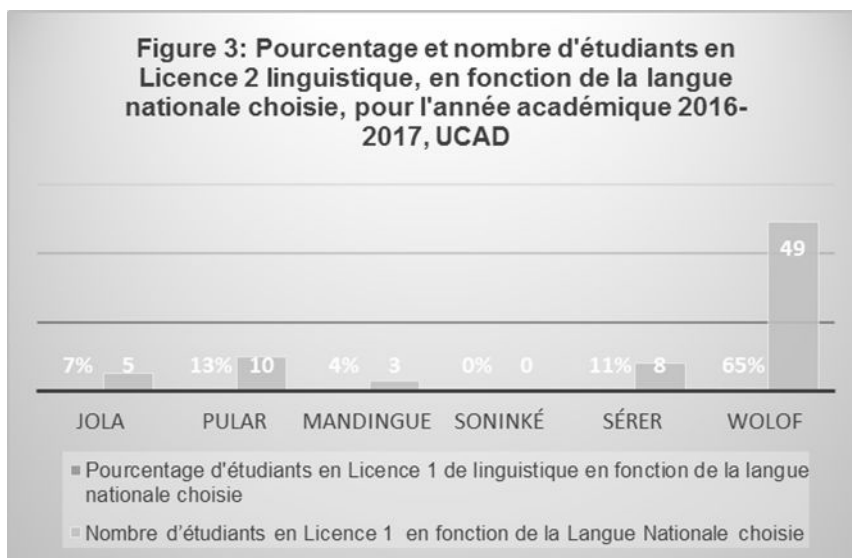 Figure 3: Pourcentage et nombre d'étudiants en
Licence 2 linguistique, en fonction de la langue
nationale choisie, pour l'année académique 2016-
2017, UCAD
49
7% 5 13% 10 4% 3 0% 0 11% 8 65%
JOLA PULAR MANDINGUE SONINKÉ SÉRER WOLOF
Pourcentage d'étudiants en Licence 1 de linguistique en fonction de la langue
nationale choisie
Nombre d'étudiants en Licence 1 en fonction de la Langue Nationale choisie